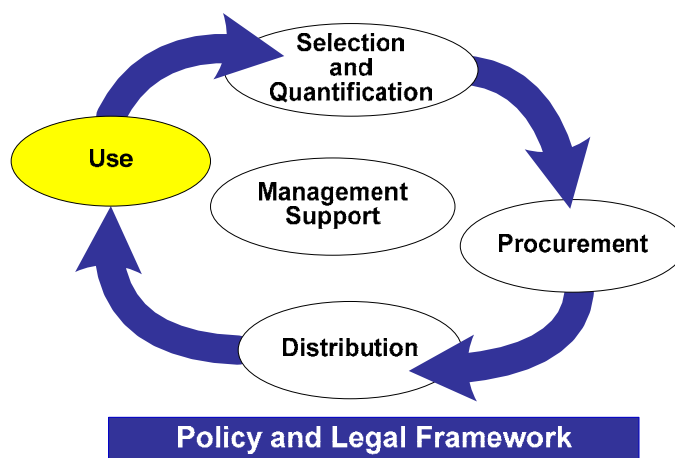 Selection
and
Quantification
Use
Management
Support
Procurement
Distribution
Policy and Legal Framework